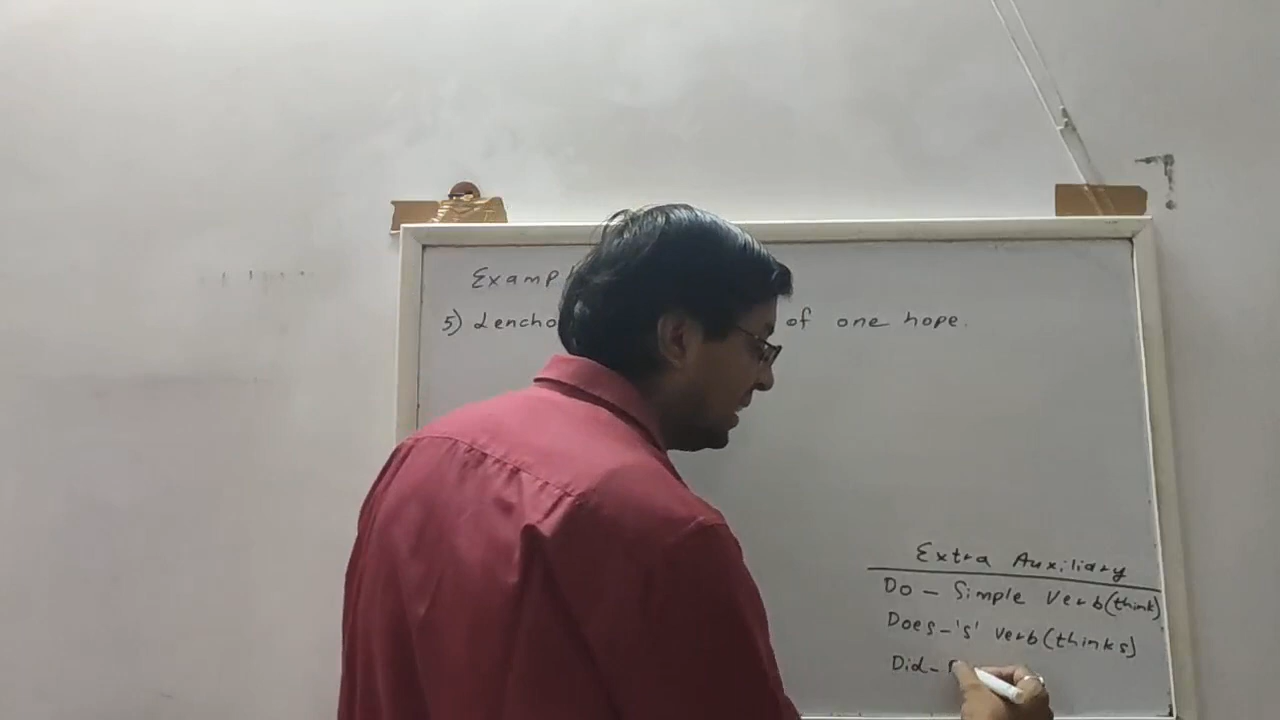 Examp
5) Lencho of one hope.
Extra Auxiliary
Do - Simple verb(think)
Does - 's' verb(thinks)
Did -